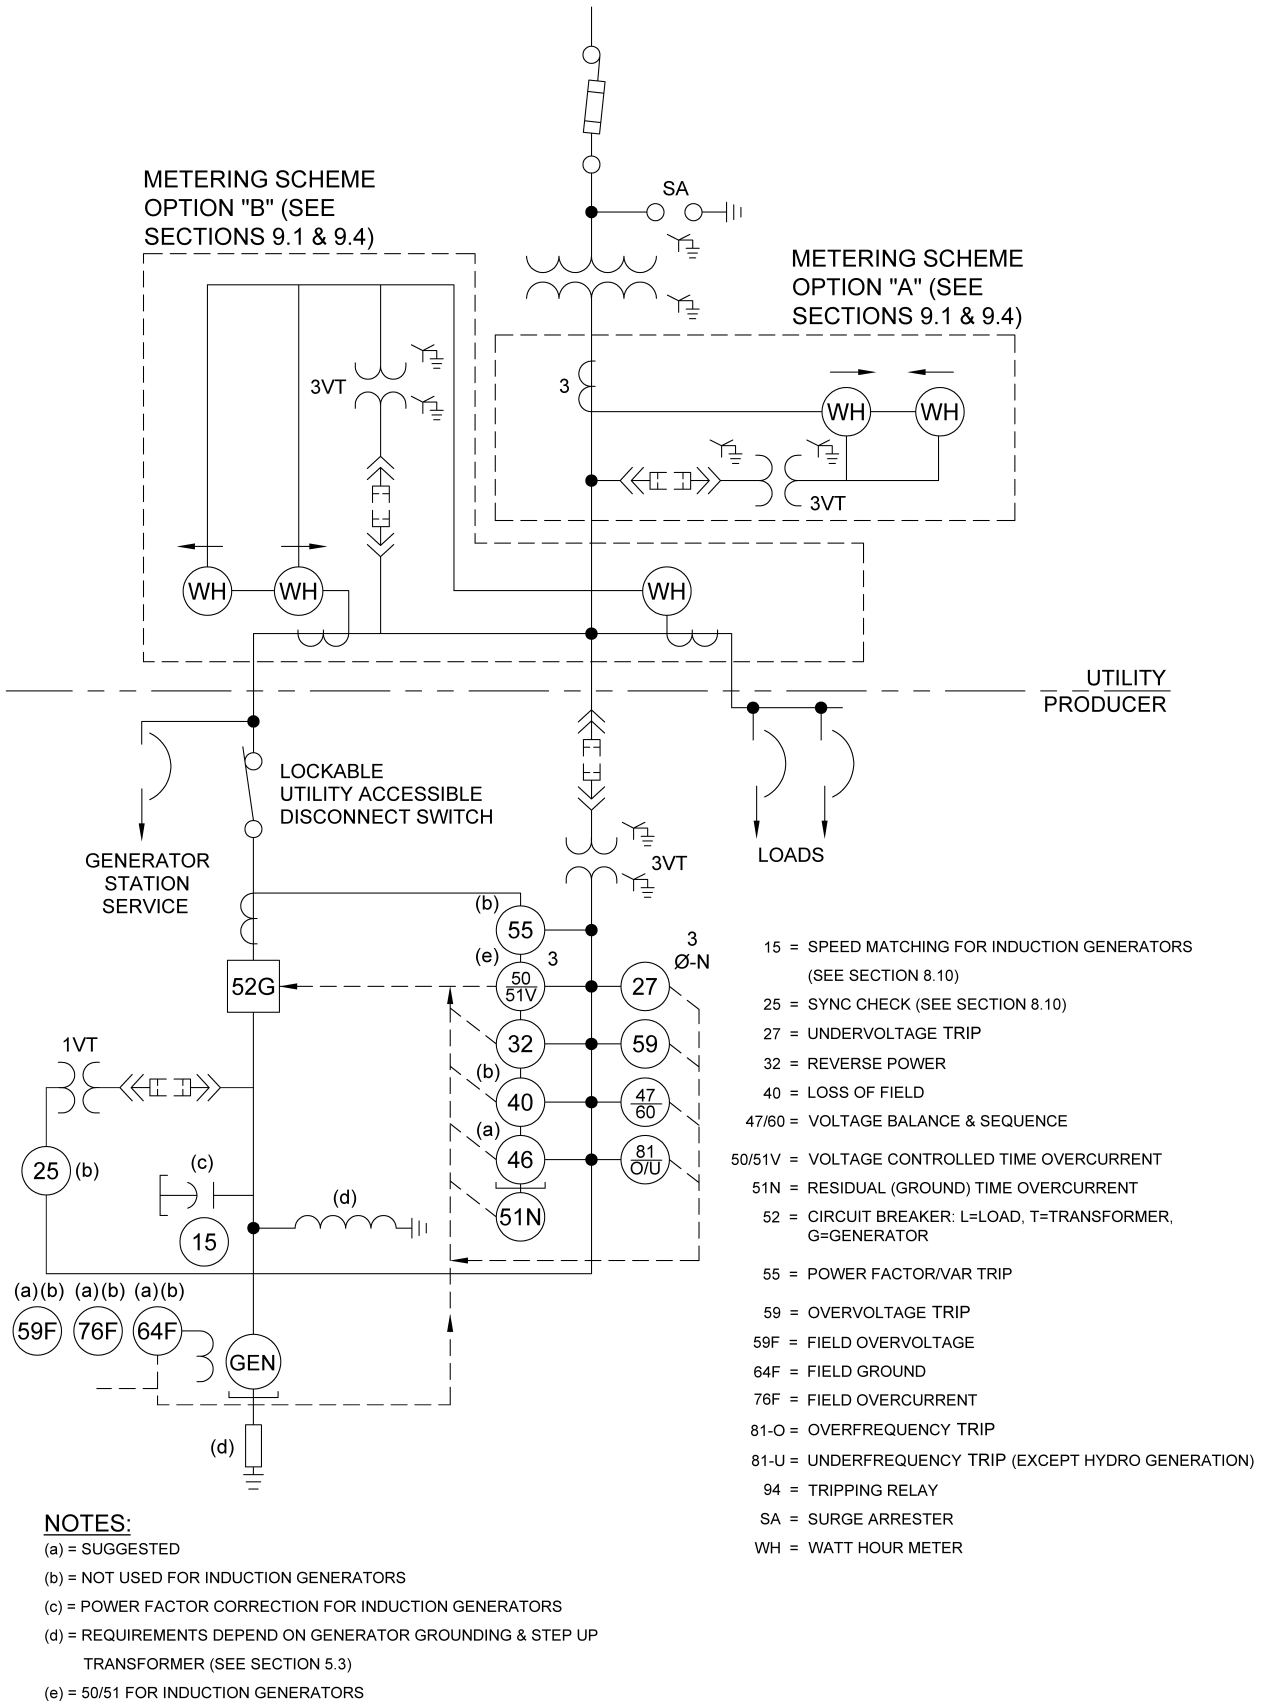 SA
METERING SCHEME
OPTION "B" (SEE
SECTIONS 9.1 & 9.4)
METERING SCHEME
OPTION "A" (SEE
SECTIONS 9.1 & 9.4)
3VT
3
WH
WH
3VT
WH
WH
WH
UTILITY
PRODUCER
LOCKABLE
UTILITY ACCESSIBLE
DISCONNECT SWITCH
GENERATOR
STATION
SERVICE
3VT
LOADS
(b)
55
3
Ø-N
(e)
50
51V
3
27
52G
32
59
1VT
(b)
40
47
60
(a)
46
81
O/U
25
(b)
(c)
15
(d)
51N
(a)(b)
(a)(b)
(a)(b)
59F
76F
64F
GEN
(d)
15 = SPEED MATCHING FOR INDUCTION GENERATORS
(SEE SECTION 8.10)
25 = SYNC CHECK (SEE SECTION 8.10)
27 = UNDERVOLTAGE TRIP
32 = REVERSE POWER
40 = LOSS OF FIELD
47/60 = VOLTAGE BALANCE & SEQUENCE
50/51V = VOLTAGE CONTROLLED TIME OVERCURRENT
51N = RESIDUAL (GROUND) TIME OVERCURRENT
52 = CIRCUIT BREAKER: L=LOAD, T=TRANSFORMER,
G=GENERATOR
55 = POWER FACTOR/VAR TRIP
59 = OVERVOLTAGE TRIP
59F = FIELD OVERVOLTAGE
64F = FIELD GROUND
76F = FIELD OVERCURRENT
81-O = OVERFREQUENCY TRIP
81-U = UNDERFREQUENCY TRIP (EXCEPT HYDRO GENERATION)
94 = TRIPPING RELAY
SA = SURGE ARRESTER
WH = WATT HOUR METER
NOTES:
(a) = SUGGESTED
(b) = NOT USED FOR INDUCTION GENERATORS
(c) = POWER FACTOR CORRECTION FOR INDUCTION GENERATORS
(d) = REQUIREMENTS DEPEND ON GENERATOR GROUNDING & STEP UP
TRANSFORMER (SEE SECTION 5.3)
(e) = 50/51 FOR INDUCTION GENERATORS